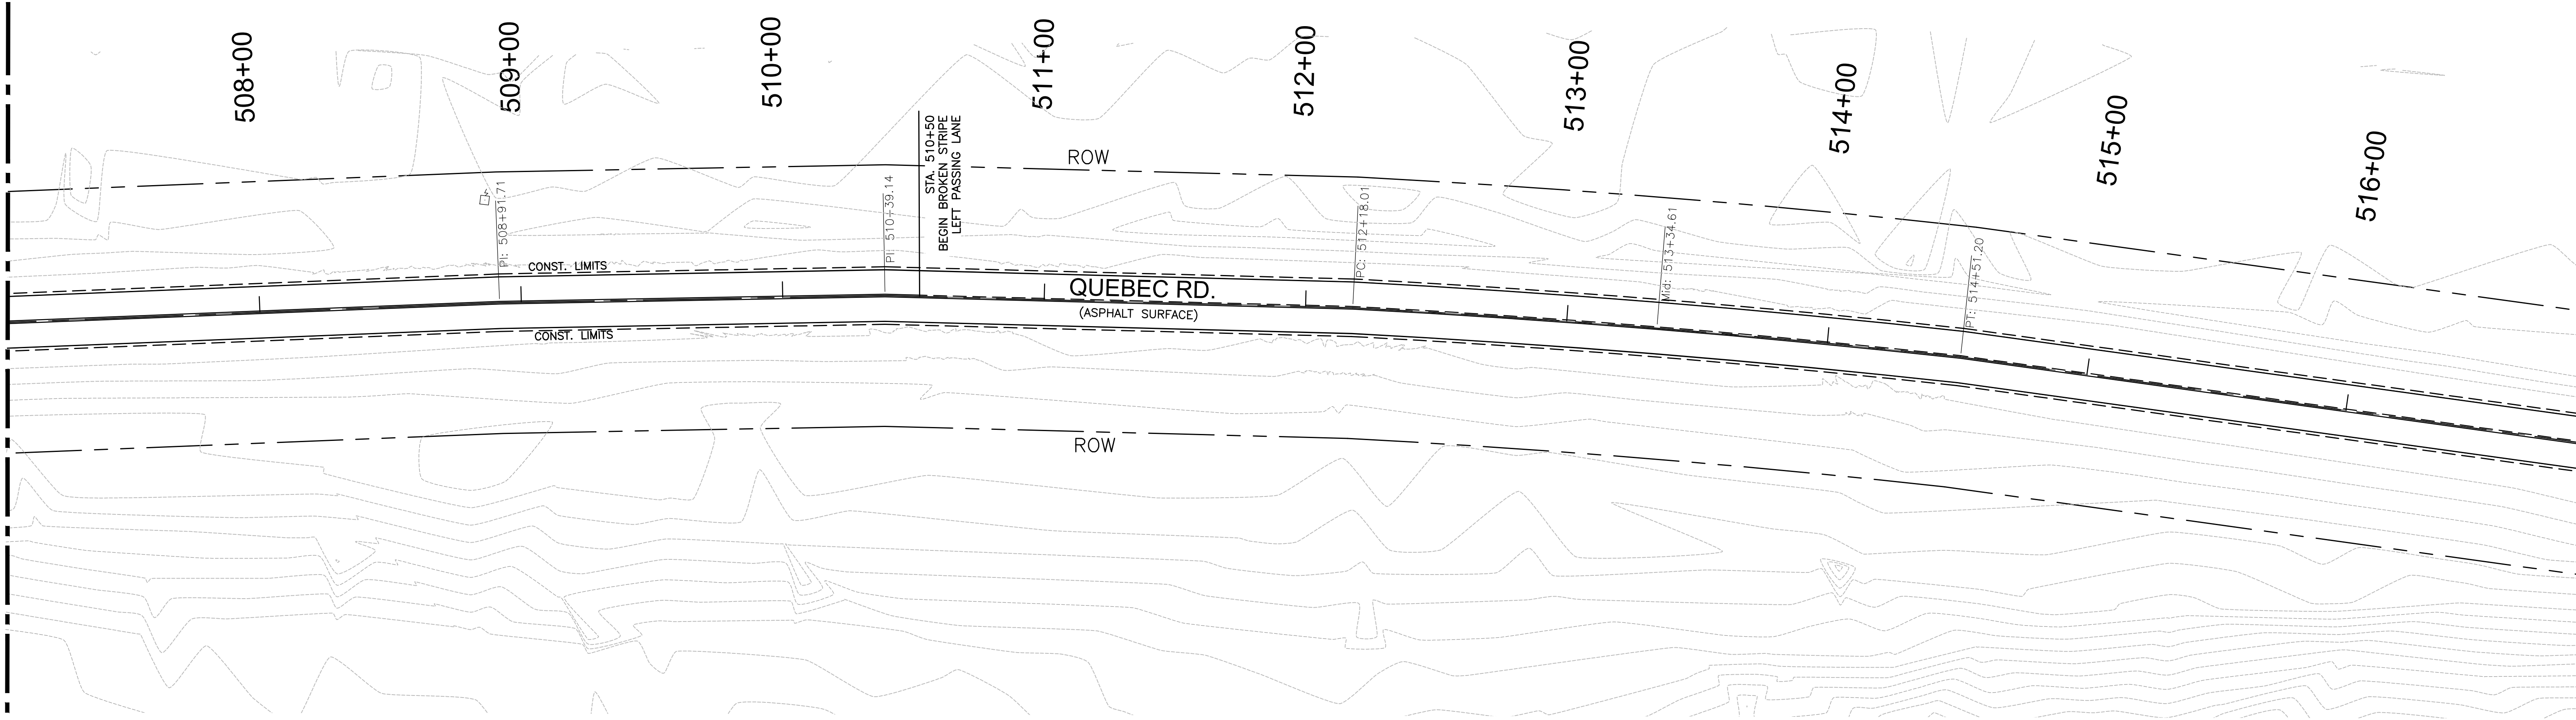 508+00
509+00
510+00
511+00
512+00
513+00
514+00
515+00
516+00
STA. 510+50
BEGIN BROKEN STRIPE
LEFT PASSING LANE
ROW
PI: 508+91.71
PI: 510+39.14
PC: 512+18.01
Mid: 513+34.61
PT: 514+51.20
CONST. LIMITS
QUEBEC RD.
(ASPHALT SURFACE)
CONST. LIMITS
ROW